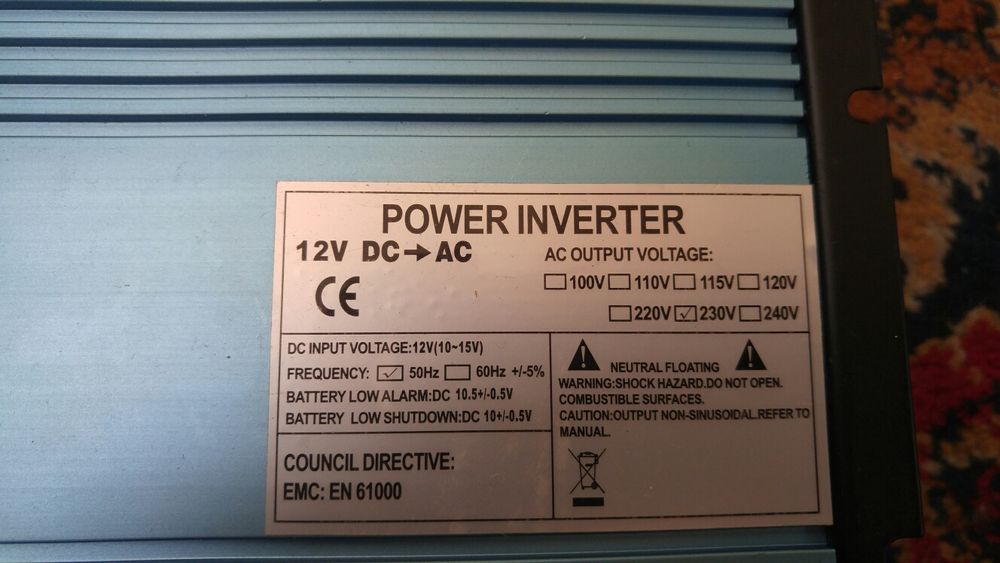 POWER INVERTER
12V DC→AC
AC OUTPUT VOLTAGE:
☐100V ☐110V ☐115V ☐120V
☐220V ☑230V ☐240V
CE
DC INPUT VOLTAGE:12V(10~15V)
FREQUENCY: ☑ 50Hz ☐ 60Hz +/-5%
BATTERY LOW ALARM:DC 10.5+/-0.5V
BATTERY LOW SHUTDOWN:DC 10+/-0.5V
COUNCIL DIRECTIVE:
EMC: EN 61000
NEUTRAL FLOATING
WARNING:SHOCK HAZARD.DO NOT OPEN.
COMBUSTIBLE SURFACES.
CAUTION:OUTPUT NON-SINUSOIDAL.REFER TO
MANUAL.